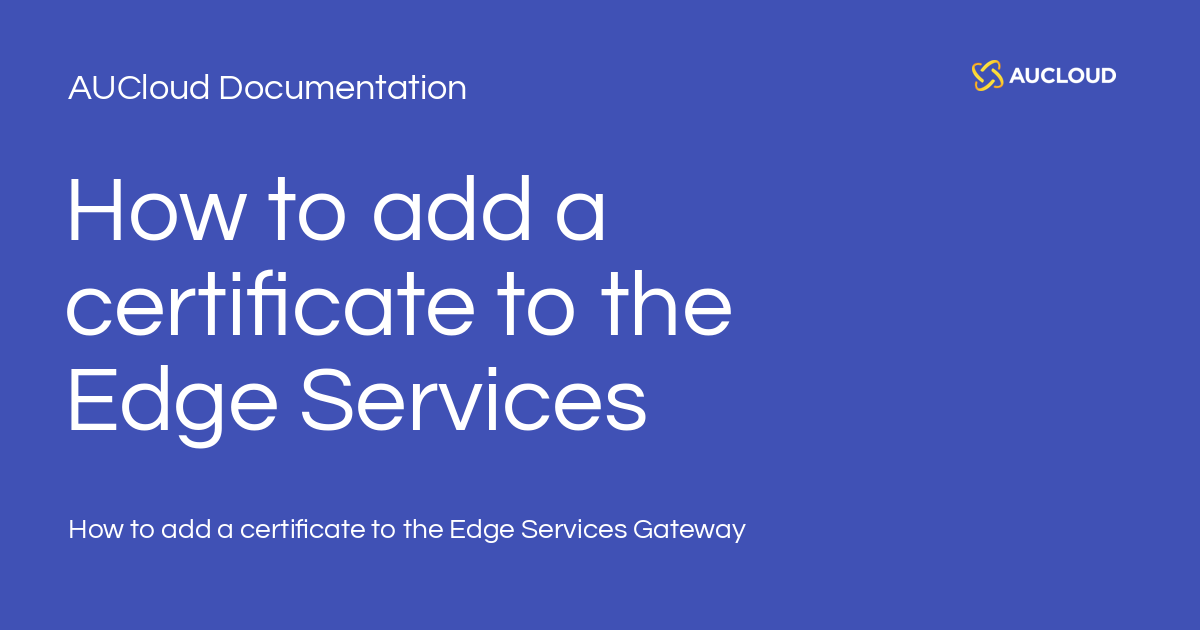 AUCloud Documentation
AUCLOUD
How to add a
certificate to the
Edge Services
How to add a certificate to the Edge Services Gateway